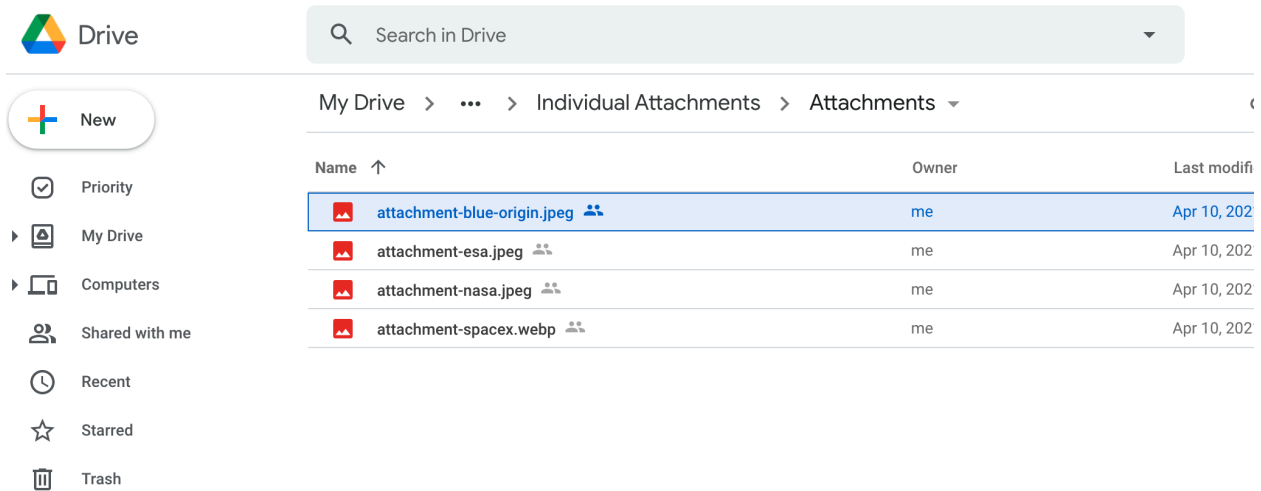 Drive
Search in Drive
New
My Drive > ••• > Individual Attachments > Attachments
Name Owner Last modifi
Priority
attachment-blue-origin.jpeg me Apr 10, 202
My Drive
attachment-esa.jpeg me Apr 10, 202
Computers
attachment-nasa.jpeg me Apr 10, 202
Shared with me
attachment-spacex.webp me Apr 10, 202
Recent
Starred
Trash